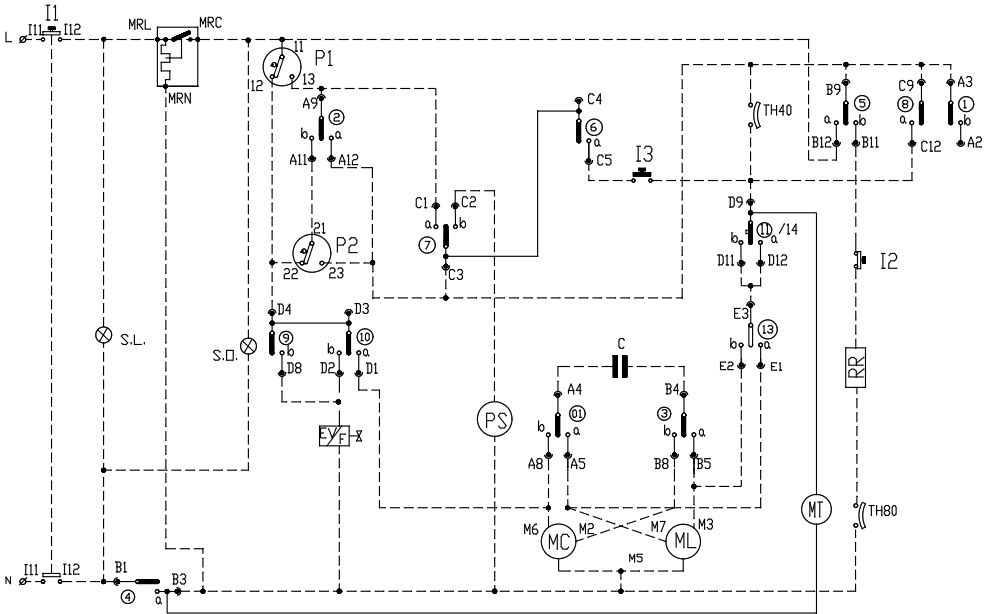 I1
L I11 I12 MRL MRC
MRN
11 P1
12 13
A9
2
b a
A11 A12
C4
6
a
C5
I3
TH40
B9 5
a b
B12 B11
C9
8
a
C12
A3
1
b
A2
C1 C2
a b
7
C3
21 P2
22 23
D9
11 /14
b a
D11 D12
I2
D4 D3
9 10
b b a
D8 D2 D1
E3
13
b a
E2 E1
S.L.
S.O.
C
RR
A4 B4
01 3
b a b a
A8 A5 B8 B5
PS
EV/F
M6 M2 M7 M3
MC ML
M5
MT
TH80
N I11 I12 B1 B3
4 a